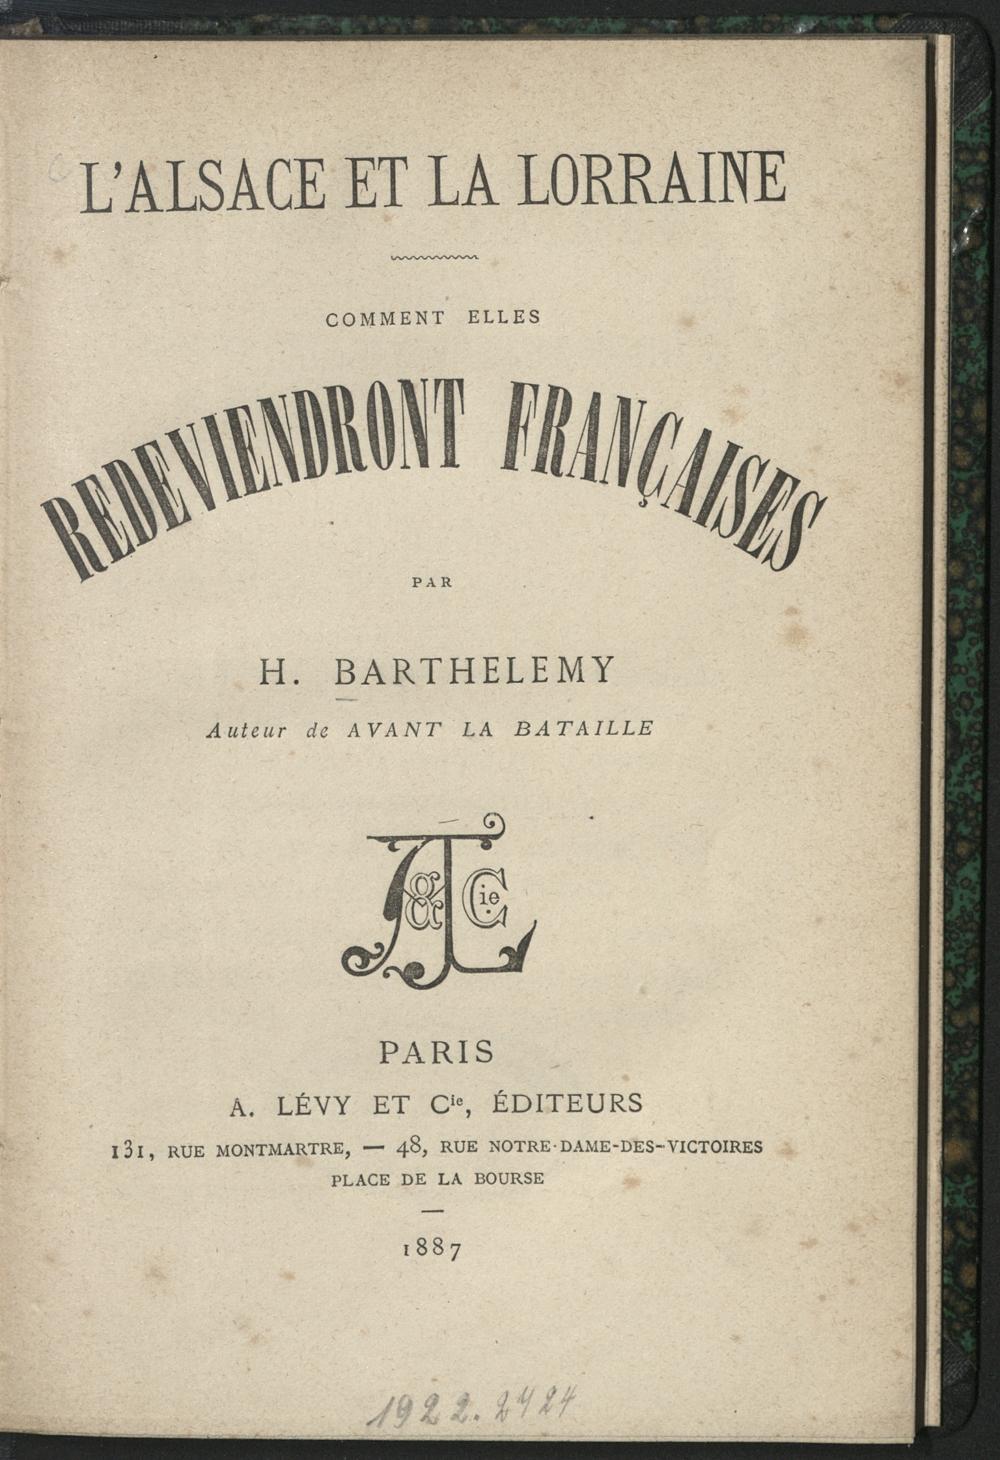 L'ALSACE ET LA LORRAINE
COMMENT ELLES
REDEVIENDRONT FRANÇAISES
PAR
H. BARTHELEMY
Auteur de AVANT LA BATAILLE
A L & Cie
PARIS
A. LÉVY ET Cie, ÉDITEURS
131, RUE MONTMARTRE, — 48, RUE NOTRE-DAME-DES-VICTOIRES
PLACE DE LA BOURSE
1887
1922.2424